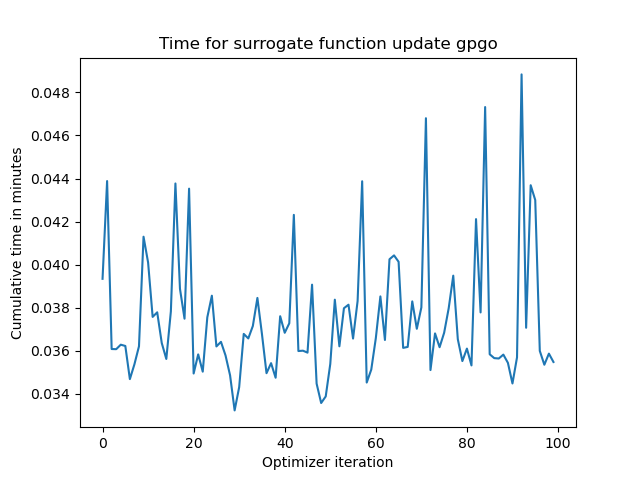 Time for surrogate function update gpgo
Cumulative time in minutes
0.048
0.046
0.044
0.042
0.040
0.038
0.036
0.034
0 20 40 60 80 100
Optimizer iteration